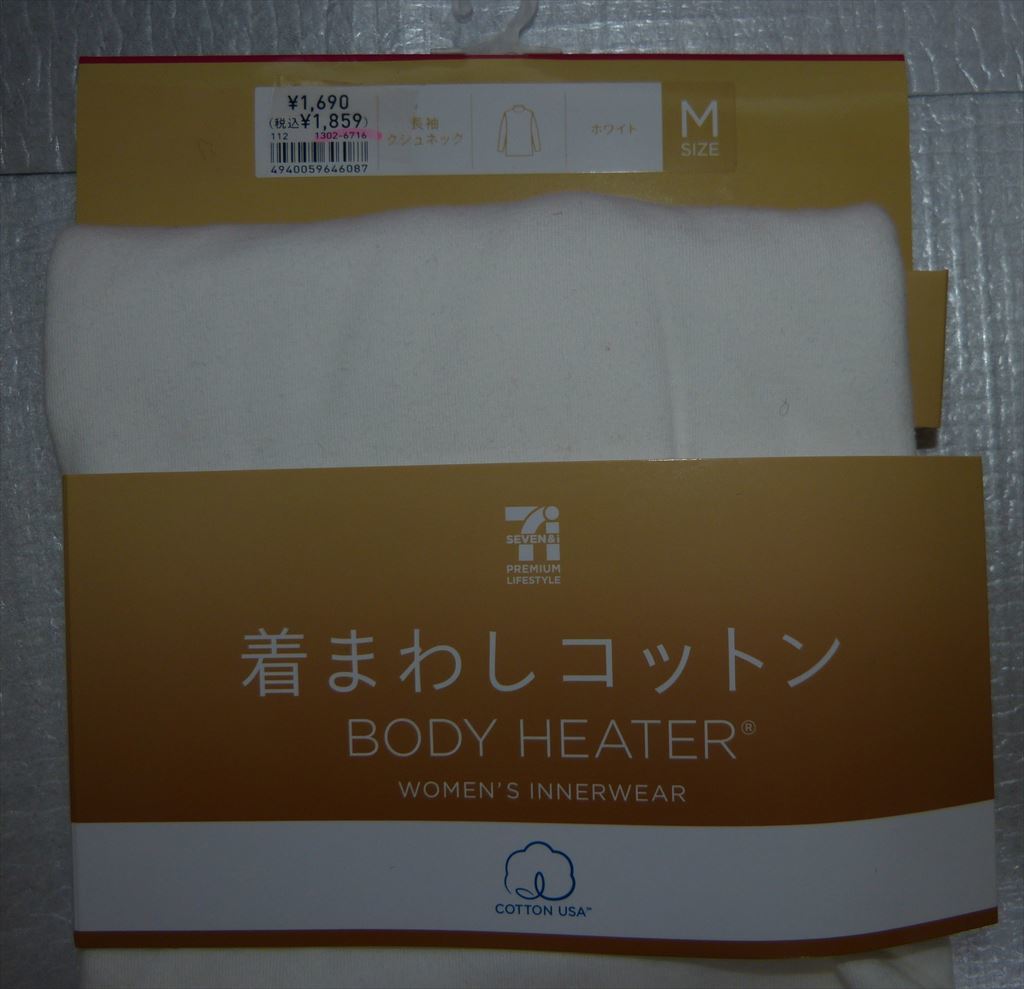 ¥1,690
(税込¥1,859)
112 1302-6716
4940059646087
長袖
クシュネック
ホワイト
M
SIZE
7i
SEVEN&i
PREMIUM
LIFESTYLE
着まわしコットン
BODY HEATER®
WOMEN'S INNERWEAR
COTTON USA™